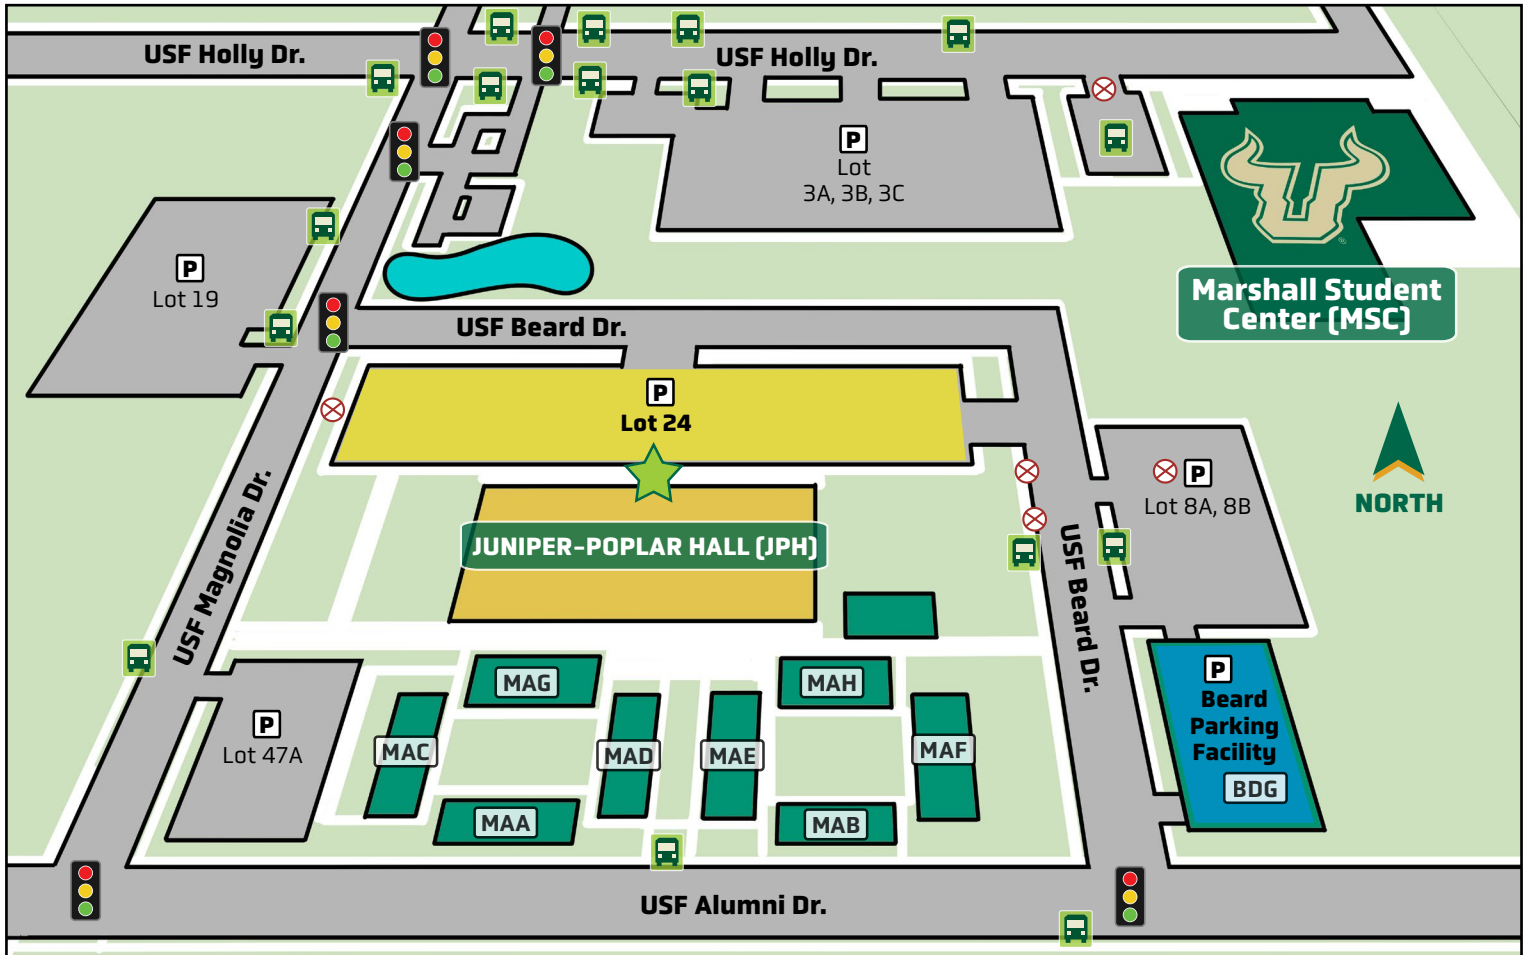 USF Holly Dr.
USF Holly Dr.
P
Lot
3A, 3B, 3C
P
Lot 19
Marshall Student
Center (MSC)
®
USF Beard Dr.
P
Lot 24
P
Lot 8A, 8B
NORTH
JUNIPER-POPLAR HALL (JPH)
USF Magnolia Dr.
USF Beard Dr.
P
Beard
Parking
Facility
BDG
MAG
MAH
P
Lot 47A
MAC
MAD
MAE
MAF
MAA
MAB
USF Alumni Dr.